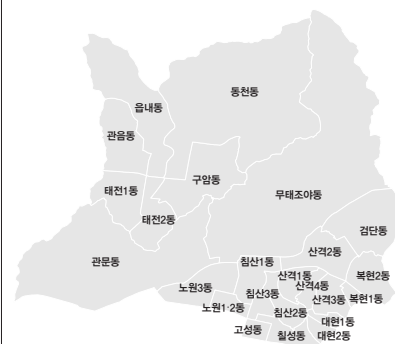 동천동
읍내동
관음동
구암동
태전1동
무태조야동
태전2동
검단동
산격2동
관문동
침산1동
산격1동
복현2동
노원3동
산격4동
침산3동
산격3동
복현1동
노원1·2동
침산2동
대현1동
고성동
칠성동
대현2동